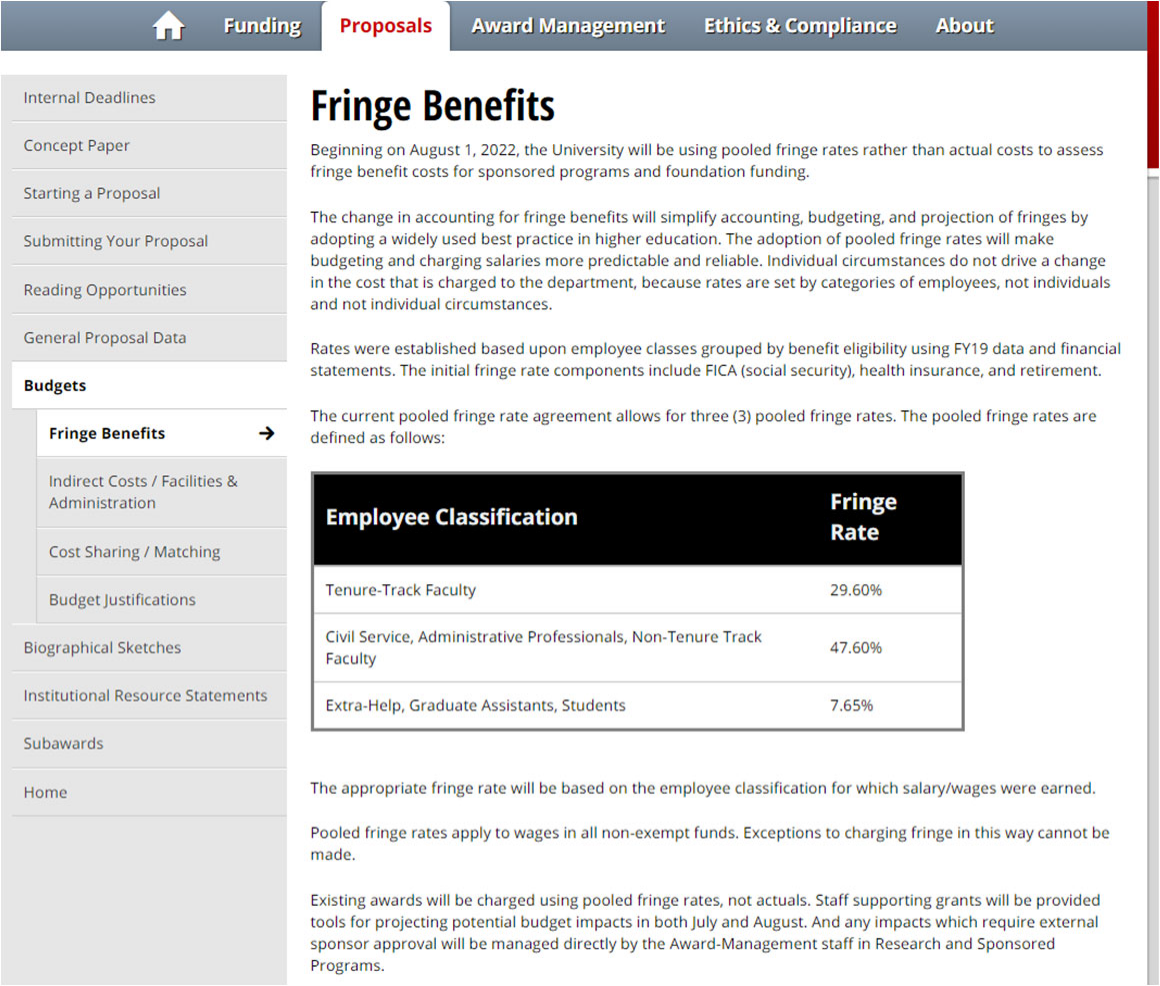 Funding Proposals Award Management Ethics & Compliance About
Internal Deadlines
Concept Paper
Starting a Proposal
Submitting Your Proposal
Reading Opportunities
General Proposal Data
Budgets
Fringe Benefits
Indirect Costs / Facilities &
Administration
Cost Sharing / Matching
Budget Justifications
Biographical Sketches
Institutional Resource Statements
Subawards
Home
Fringe Benefits
Beginning on August 1, 2022, the University will be using pooled fringe rates rather than actual costs to assess
fringe benefit costs for sponsored programs and foundation funding.
The change in accounting for fringe benefits will simplify accounting, budgeting, and projection of fringes by
adopting a widely used best practice in higher education. The adoption of pooled fringe rates will make
budgeting and charging salaries more predictable and reliable. Individual circumstances do not drive a change
in the cost that is charged to the department, because rates are set by categories of employees, not individuals
and not individual circumstances.
Rates were established based upon employee classes grouped by benefit eligibility using FY19 data and financial
statements. The initial fringe rate components include FICA (social security), health insurance, and retirement.
The current pooled fringe rate agreement allows for three (3) pooled fringe rates. The pooled fringe rates are
defined as follows:
Employee Classification Fringe
Rate
Tenure-Track Faculty 29.60%
Civil Service, Administrative Professionals, Non-Tenure Track
Faculty 47.60%
Extra-Help, Graduate Assistants, Students 7.65%
The appropriate fringe rate will be based on the employee classification for which salary/wages were earned.
Pooled fringe rates apply to wages in all non-exempt funds. Exceptions to charging fringe in this way cannot be
made.
Existing awards will be charged using pooled fringe rates, not actuals. Staff supporting grants will be provided
tools for projecting potential budget impacts in both July and August. And any impacts which require external
sponsor approval will be managed directly by the Award-Management staff in Research and Sponsored
Programs.